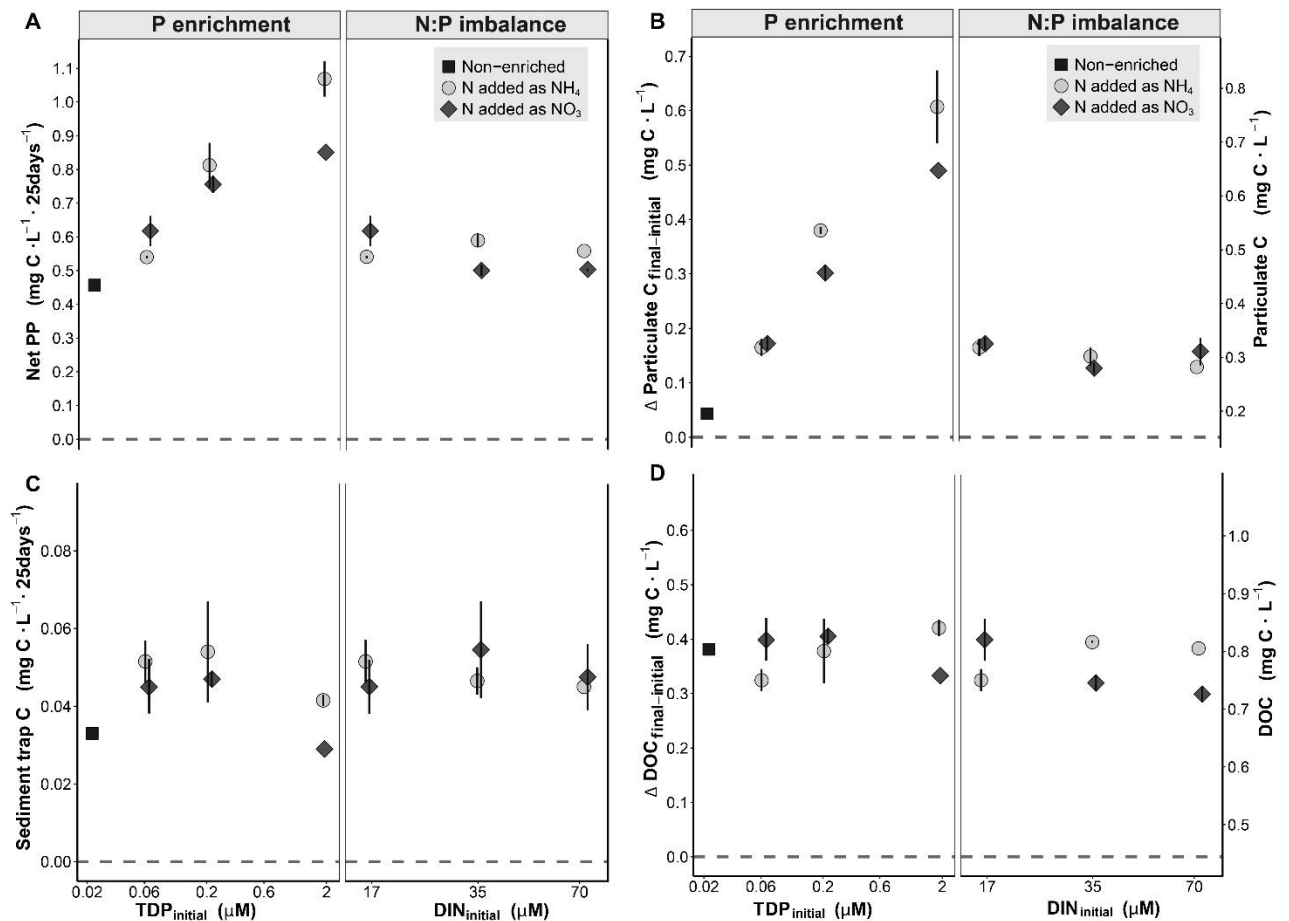 A
P enrichment
N:P imbalance
Net PP (mg C · L⁻¹ · 25days⁻¹)
1.1
1.0
0.9
0.8
0.7
0.6
0.5
0.4
0.3
0.2
0.1
0.0
Non−enriched
N added as NH₄
N added as NO₃
B
P enrichment
N:P imbalance
Δ Particulate C final−initial (mg C · L⁻¹)
0.7
0.6
0.5
0.4
0.3
0.2
0.1
0.0
Non−enriched
N added as NH₄
N added as NO₃
0.8
0.7
0.6
0.5
0.4
0.3
0.2
Particulate C (mg C · L⁻¹)
C
Sediment trap C (mg C · L⁻¹ · 25days⁻¹)
0.08
0.06
0.04
0.02
0.00
0.02 0.06 0.2 0.6 2
TDP initial (μM)
17 35 70
DIN initial (μM)
D
Δ DOC final−initial (mg C · L⁻¹)
0.6
0.5
0.4
0.3
0.2
0.1
0.0
1.0
0.9
0.8
0.7
0.6
0.5
DOC (mg C · L⁻¹)
0.02 0.06 0.2 0.6 2
TDP initial (μM)
17 35 70
DIN initial (μM)